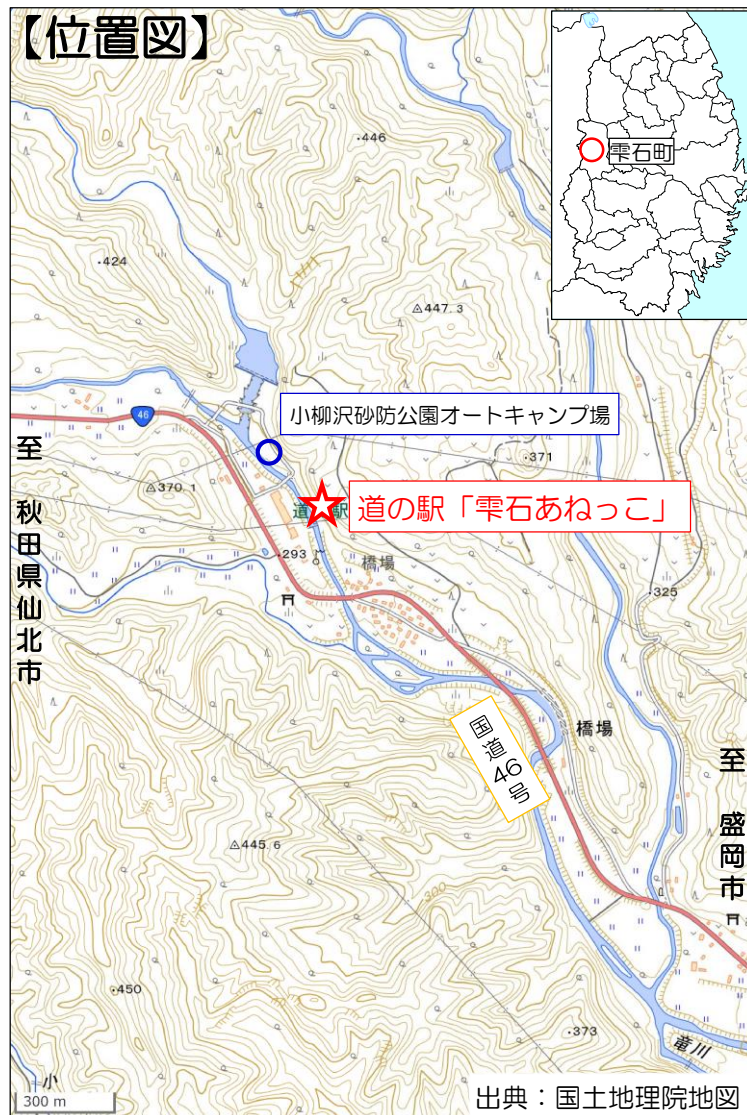 【位置図】
雫石町
446
424
447.3
46
小柳沢砂防公園オートキャンプ場
371
370.1
至 秋田県仙北市
道の駅「雫石あねっこ」
293
橋場
325
国道46号
橋場
至 盛岡市
445.6
300
450
373
竜川
小
300 m
出典：国土地理院地図